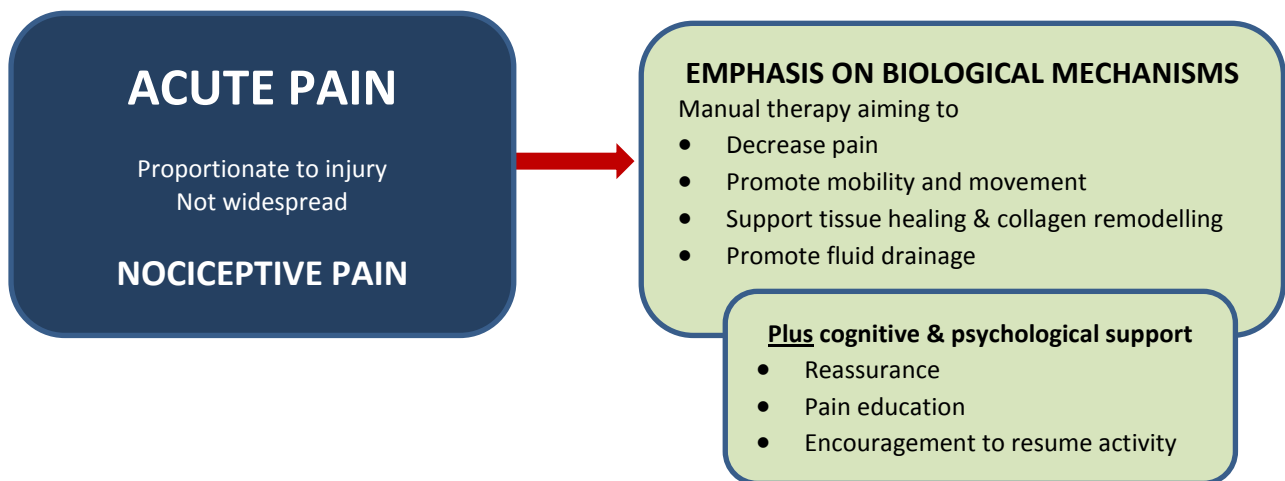 ACUTE PAIN
Proportionate to injury
Not widespread
NOCICEPTIVE PAIN
EMPHASIS ON BIOLOGICAL MECHANISMS
Manual therapy aiming to
• Decrease pain
• Promote mobility and movement
• Support tissue healing & collagen remodelling
• Promote fluid drainage
Plus cognitive & psychological support
• Reassurance
• Pain education
• Encouragement to resume activity